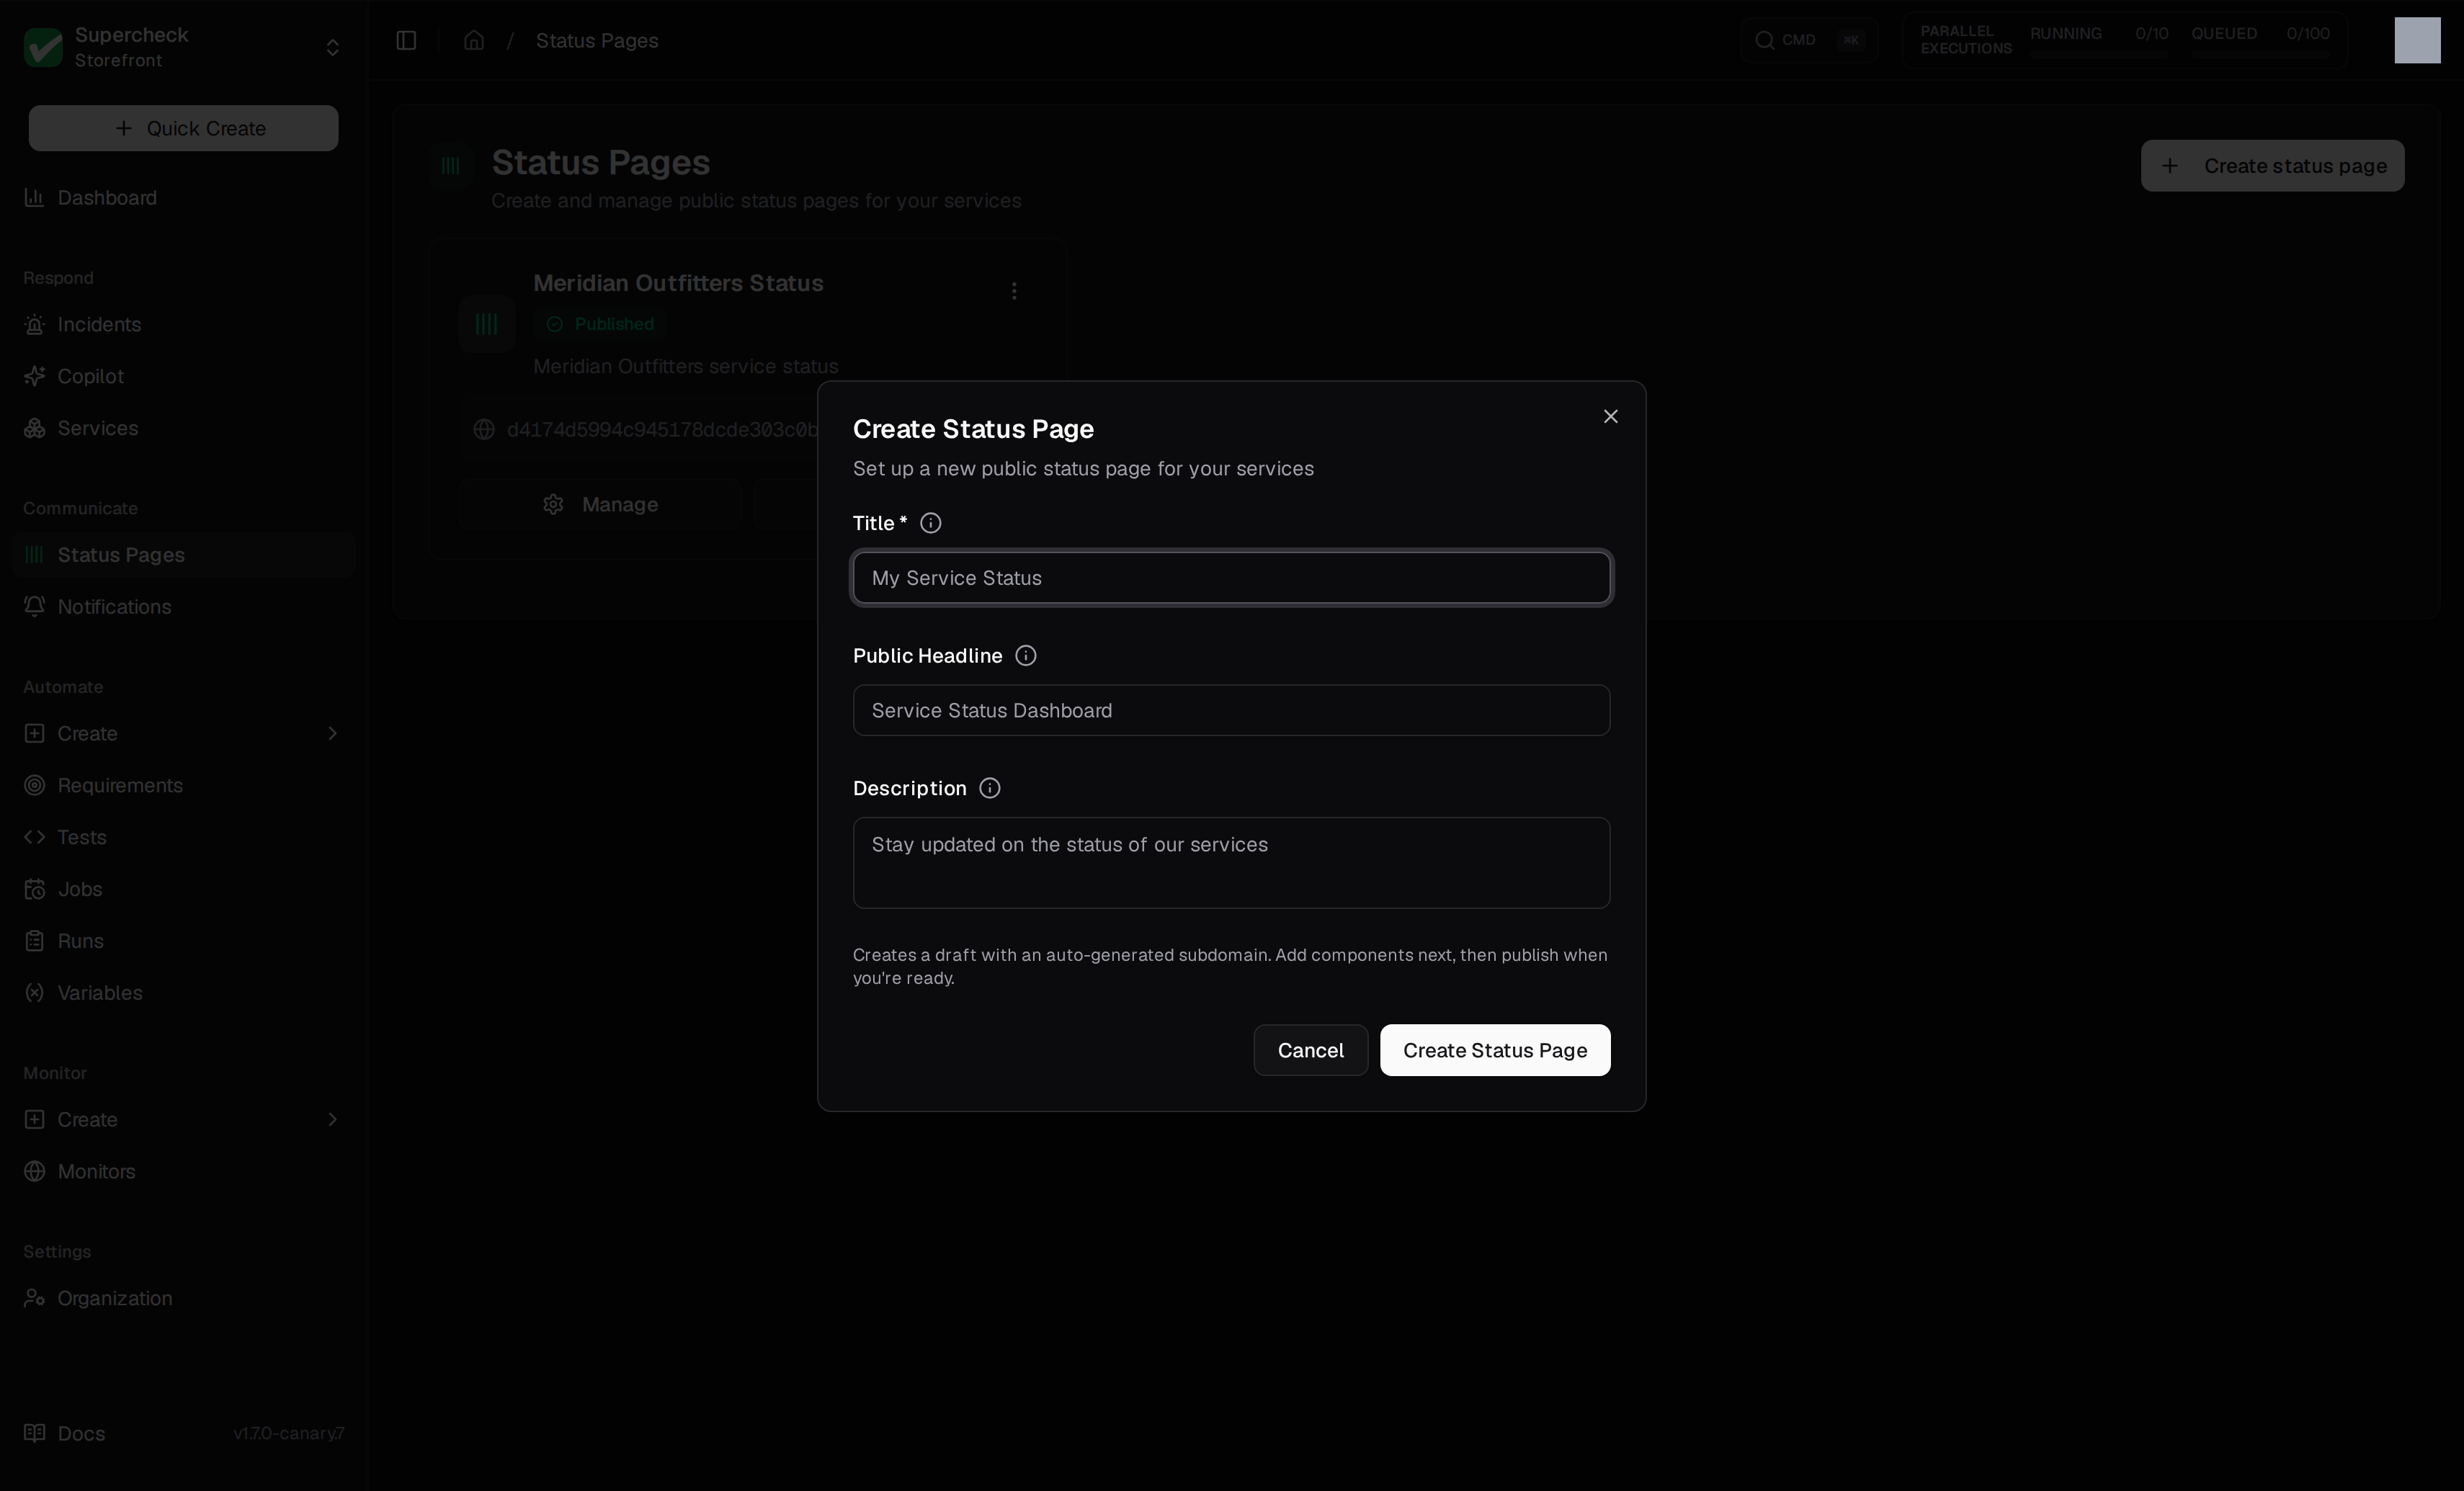 Supercheck
Storefront
Quick Create
Dashboard
Respond
Incidents
Copilot
Services
Communicate
Status Pages
Notifications
Automate
Create
Requirements
Tests
Jobs
Runs
Variables
Monitor
Create
Monitors
Settings
Organization
Docs
v1.7.0-canary.7
/ Status Pages
CMD ⌘K
PARALLEL
EXECUTIONS
RUNNING 0/10
QUEUED 0/100
Status Pages
Create and manage public status pages for your services
Create status page
Meridian Outfitters Status
Published
Meridian Outfitters service status
d4174d5994c945178dcde303c0b
Manage
Create Status Page
Set up a new public status page for your services
Title *
My Service Status
Public Headline
Service Status Dashboard
Description
Stay updated on the status of our services
Creates a draft with an auto-generated subdomain. Add components next, then publish when
you're ready.
Cancel
Create Status Page